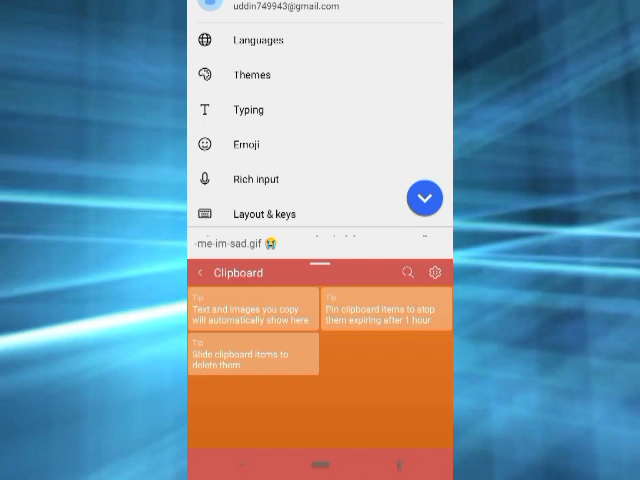 uddin749943@gmail.com
Languages
Themes
Typing
Emoji
Rich input
Layout & keys
-me-im-sad.gif 😭
Clipboard
Tip
Text and images you copy
will automatically show here
Tip
Pin clipboard items to stop
them expiring after 1 hour
Tip
Slide clipboard items to
delete them